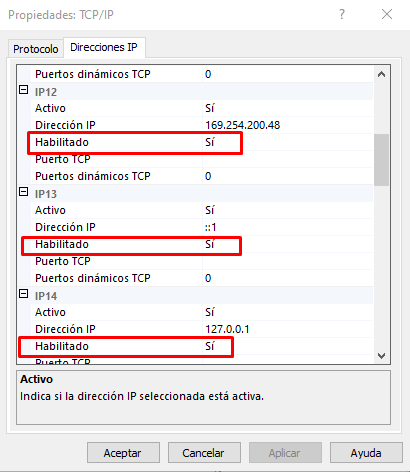 Propiedades: TCP/IP ? ×
Protocolo Direcciones IP
Puertos dinámicos TCP 0
IP12
Activo Sí
Dirección IP 169.254.200.48
Habilitado Sí
Puerto TCP
Puertos dinámicos TCP 0
IP13
Activo Sí
Dirección IP ::1
Habilitado Sí
Puerto TCP
Puertos dinámicos TCP 0
IP14
Activo Sí
Dirección IP 127.0.0.1
Habilitado Sí
Puerto TCP
Activo
Indica si la dirección IP seleccionada está activa.
Aceptar Cancelar Aplicar Ayuda